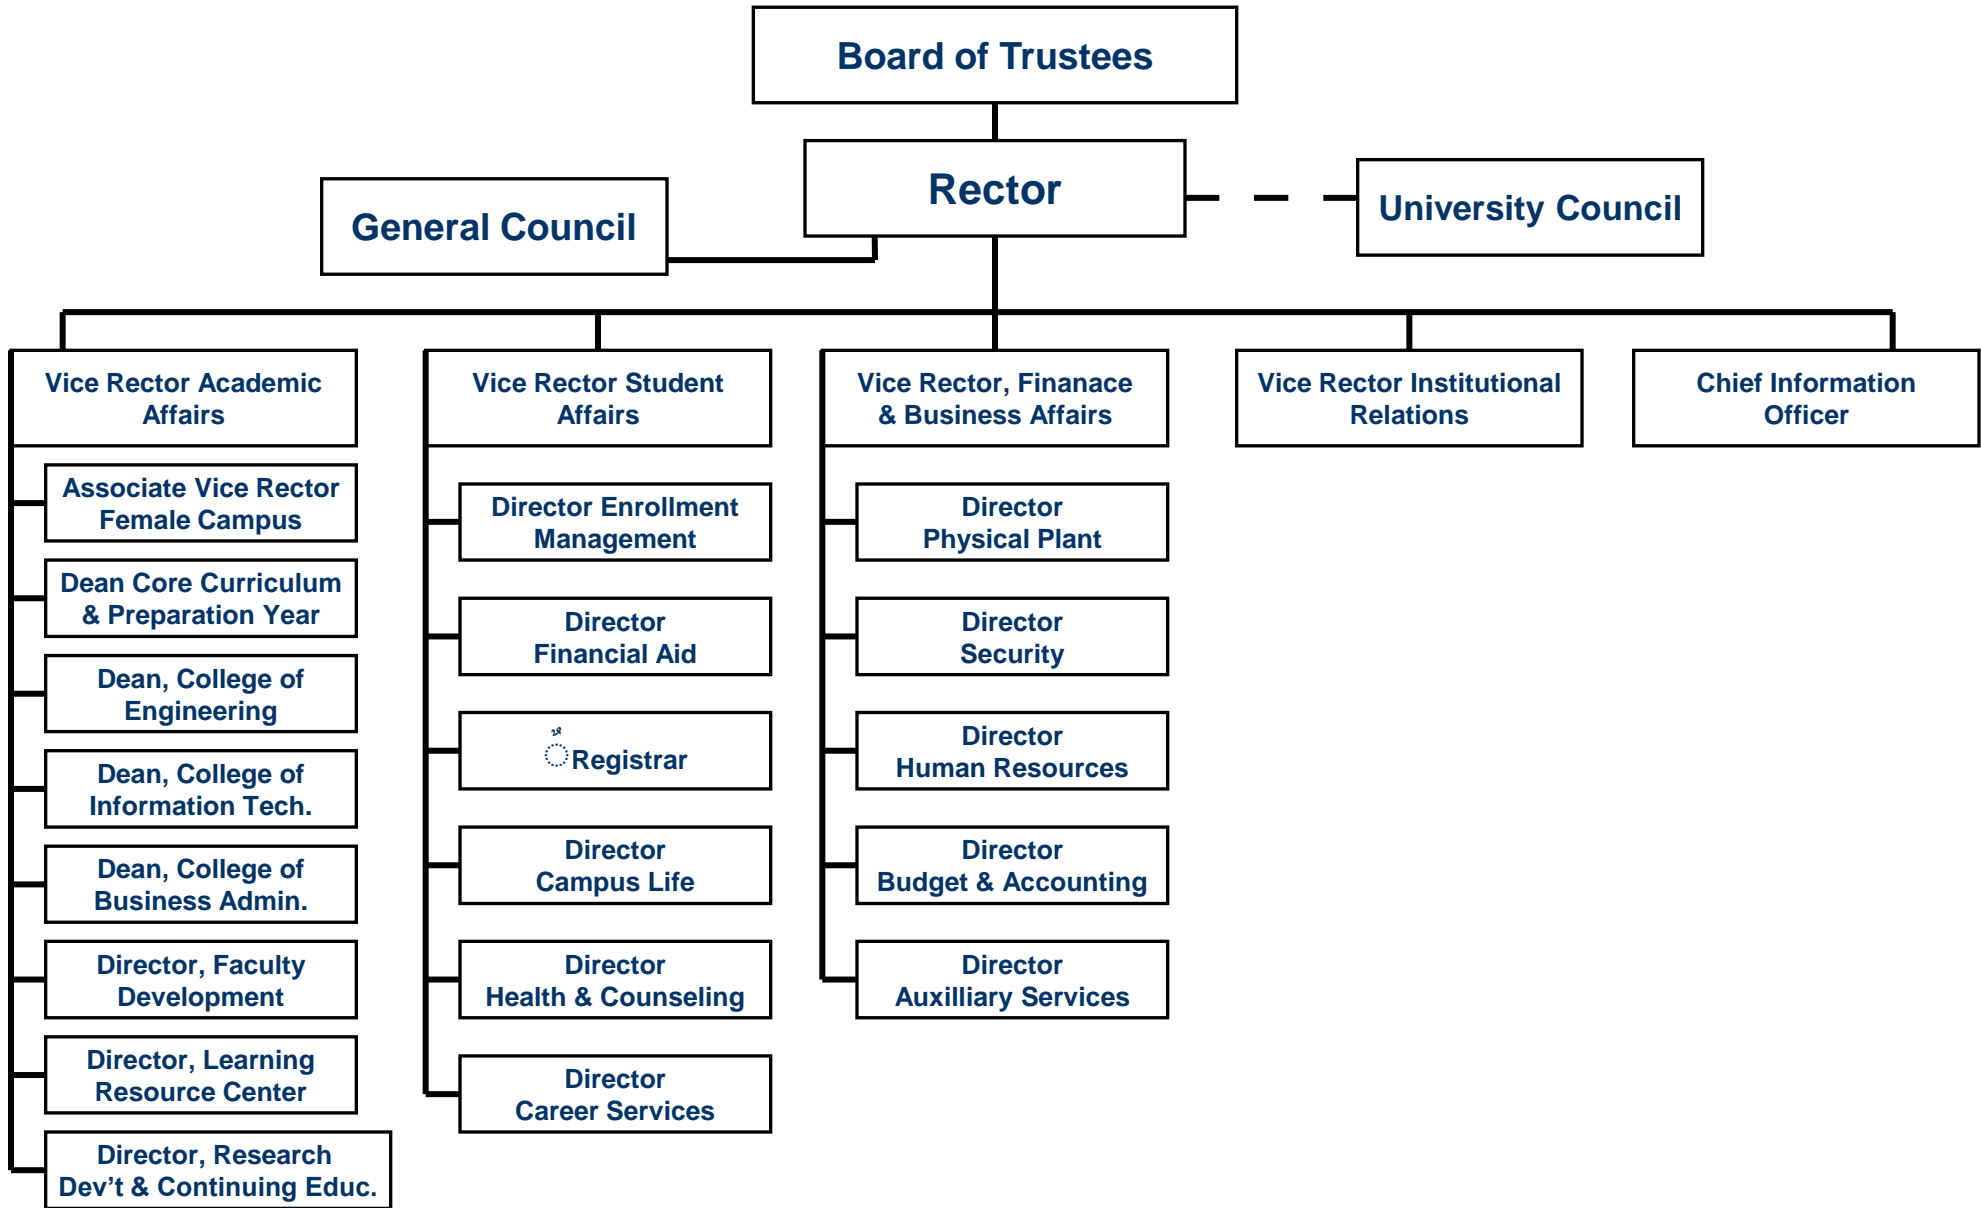 Board of Trustees
Rector
General Council
University Council
Vice Rector Academic
Affairs
Vice Rector Student
Affairs
Vice Rector, Finanace
& Business Affairs
Vice Rector Institutional
Relations
Chief Information
Officer
Associate Vice Rector
Female Campus
Dean Core Curriculum
& Preparation Year
Dean, College of
Engineering
Dean, College of
Information Tech.
Dean, College of
Business Admin.
Director, Faculty
Development
Director, Learning
Resource Center
Director, Research
Dev’t & Continuing Educ.
Director Enrollment
Management
Director
Financial Aid
Registrar
Director
Campus Life
Director
Health & Counseling
Director
Career Services
Director
Physical Plant
Director
Security
Director
Human Resources
Director
Budget & Accounting
Director
Auxilliary Services